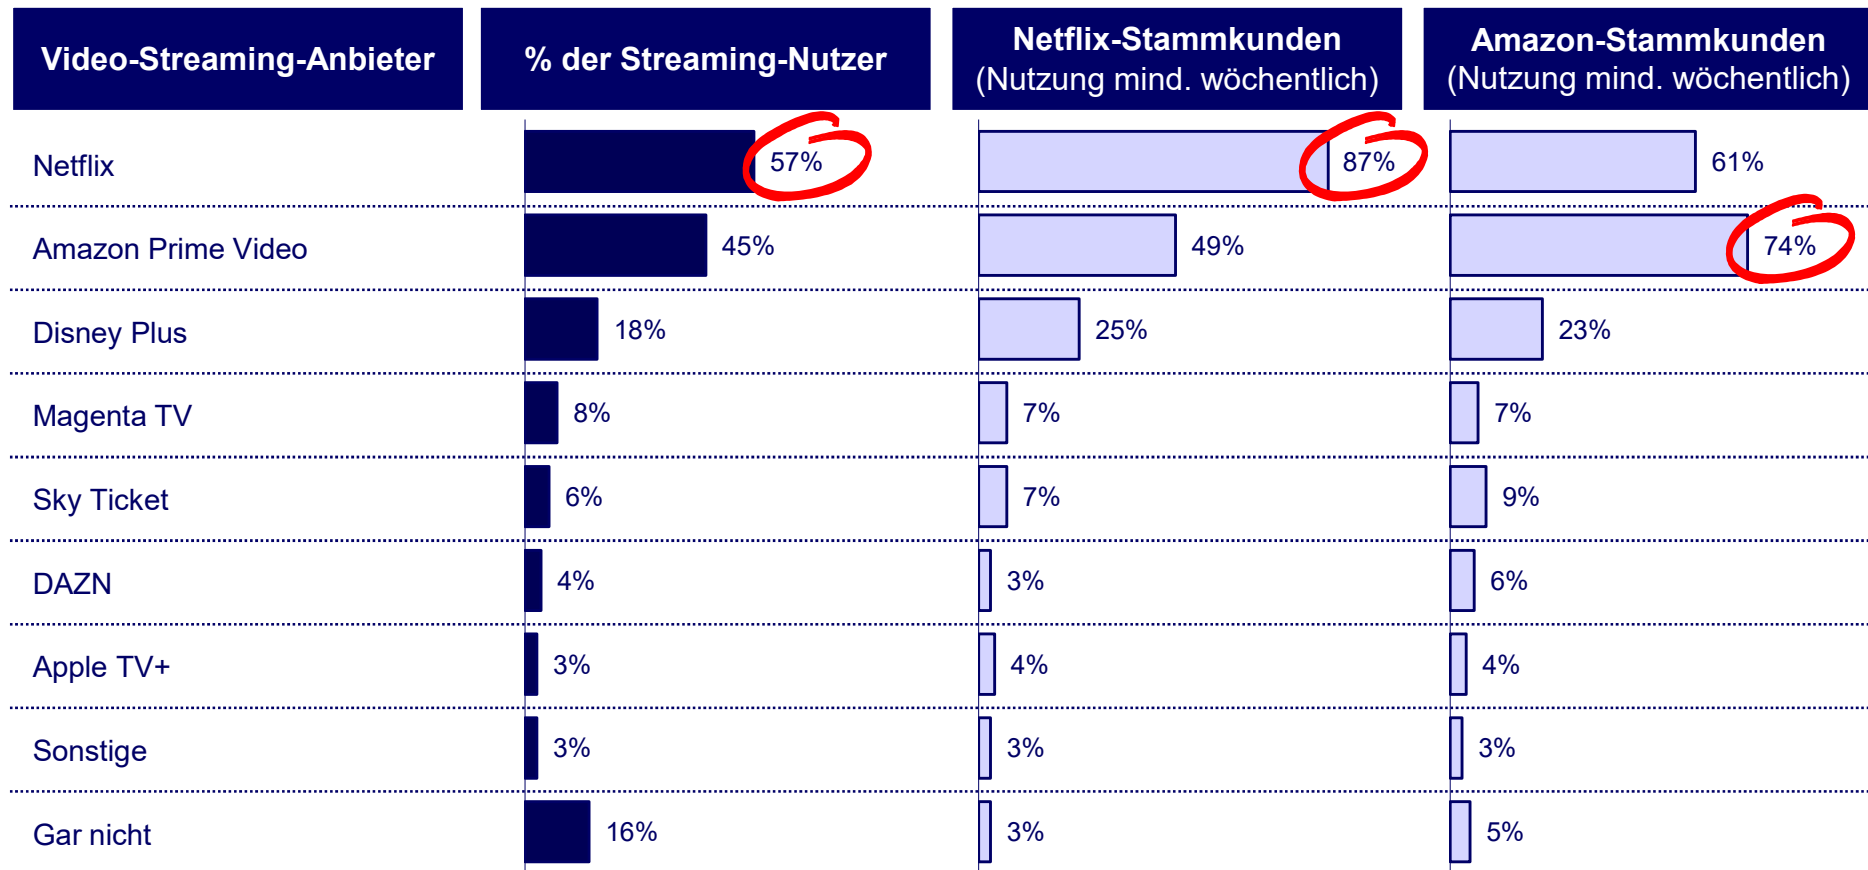 Video-Streaming-Anbieter
% der Streaming-Nutzer
Netflix-Stammkunden
(Nutzung mind. wöchentlich)
Amazon-Stammkunden
(Nutzung mind. wöchentlich)
Netflix 57% 87% 61%
Amazon Prime Video 45% 49% 74%
Disney Plus 18% 25% 23%
Magenta TV 8% 7% 7%
Sky Ticket 6% 7% 9%
DAZN 4% 3% 6%
Apple TV+ 3% 4% 4%
Sonstige 3% 3% 3%
Gar nicht 16% 3% 5%